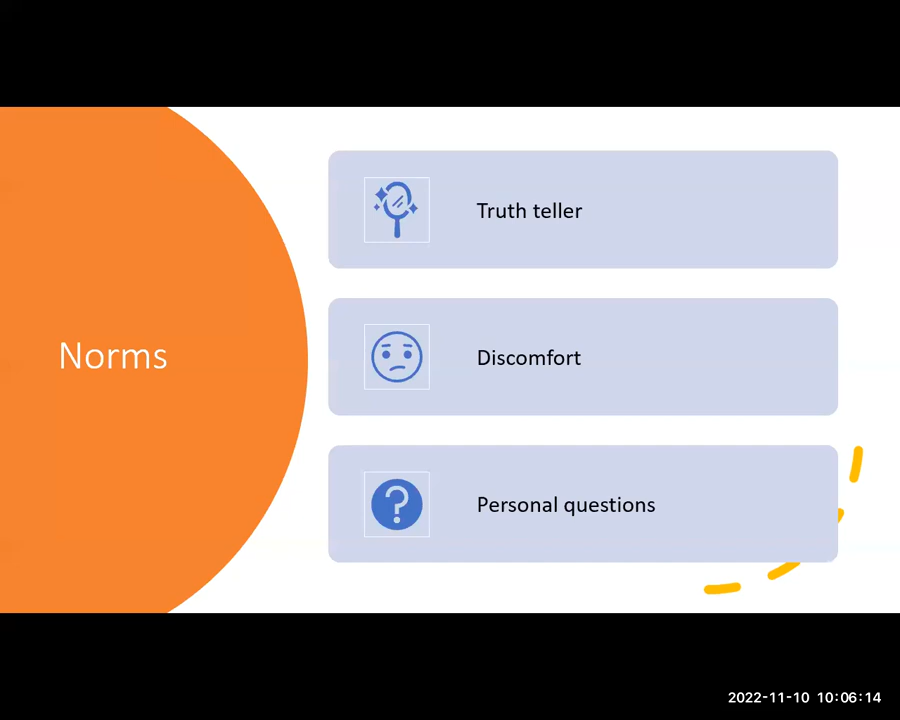 Norms
Truth teller
Discomfort
Personal questions
2022-11-10 10:06:14